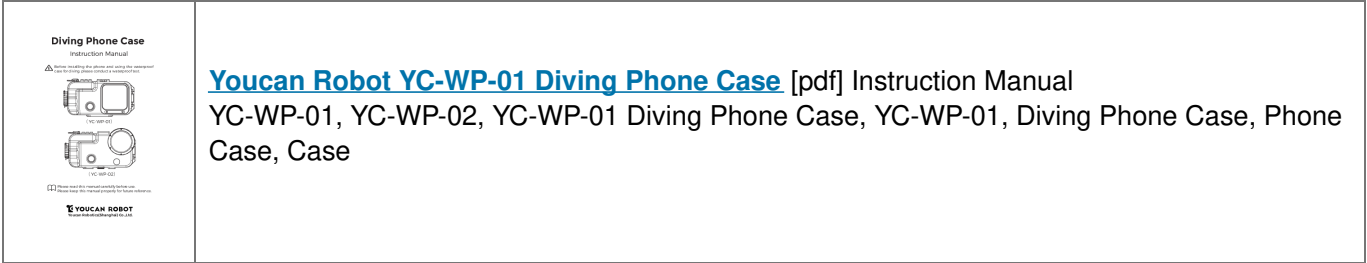 Diving Phone Case
Instruction Manual
Before installing the phone and using the waterproof
case for diving please conduct a waterproof test.
( YC-WP-01)
( YC-WP-02)
Please read this manual carefully before use.
Please keep this manual properly for future reference.
YOUCAN ROBOT
Youcan Robotics(Shanghai) Co.,Ltd.
Youcan Robot YC-WP-01 Diving Phone Case [pdf] Instruction Manual
YC-WP-01, YC-WP-02, YC-WP-01 Diving Phone Case, YC-WP-01, Diving Phone Case, Phone
Case, Case